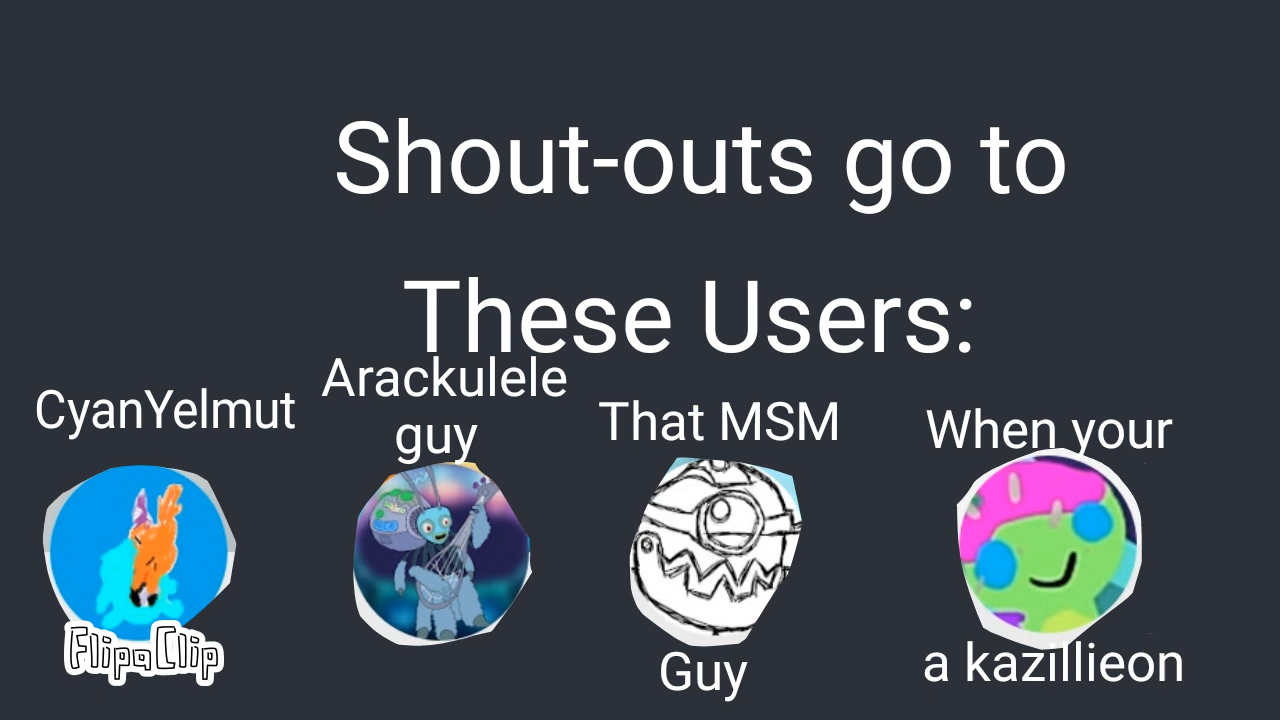 Shout-outs go to
These Users:
CyanYelmut
Arackulele
guy
That MSM
Guy
When your
a kazillieon
FlipaClip